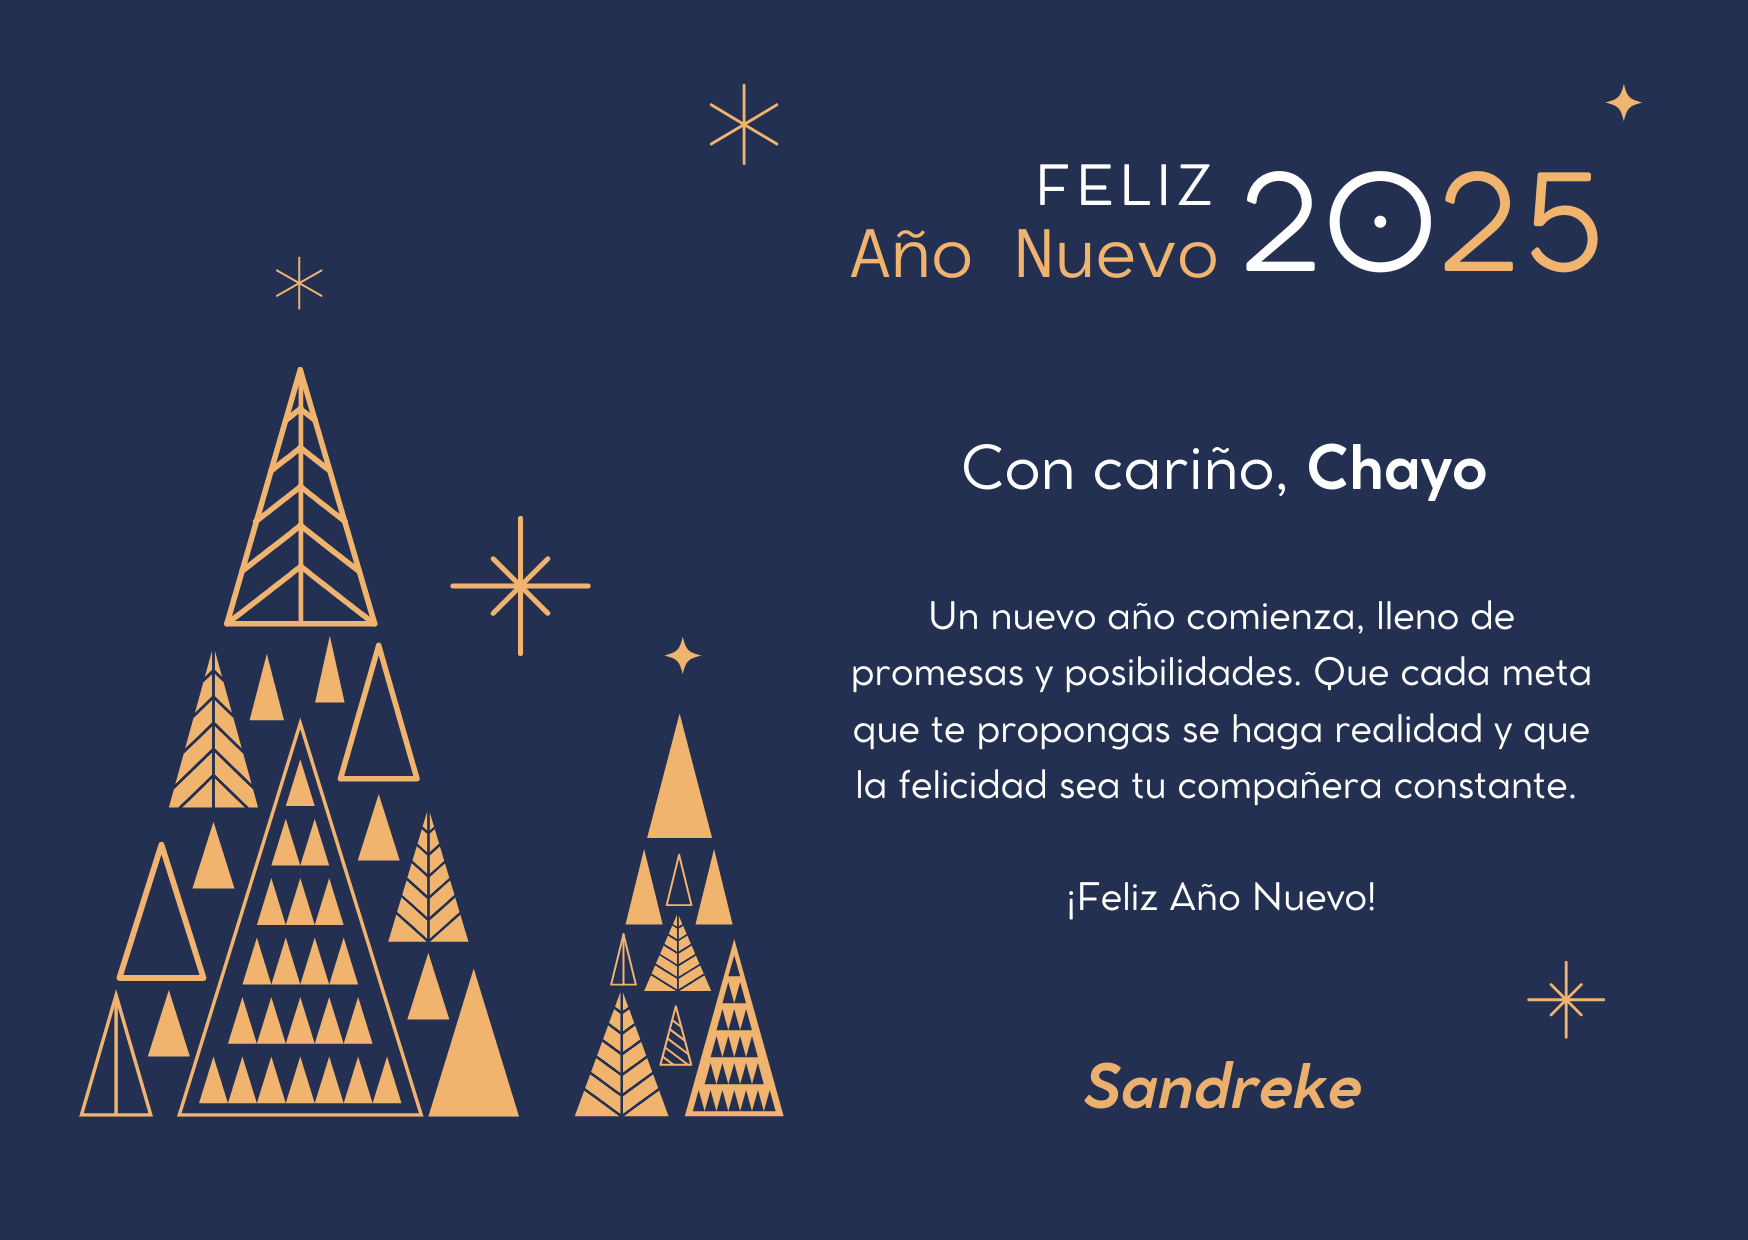 FELIZ
Año Nuevo 2025
Con cariño, Chayo
Un nuevo año comienza, lleno de
promesas y posibilidades. Que cada meta
que te propongas se haga realidad y que
la felicidad sea tu compañera constante.
¡Feliz Año Nuevo!
Sandreke